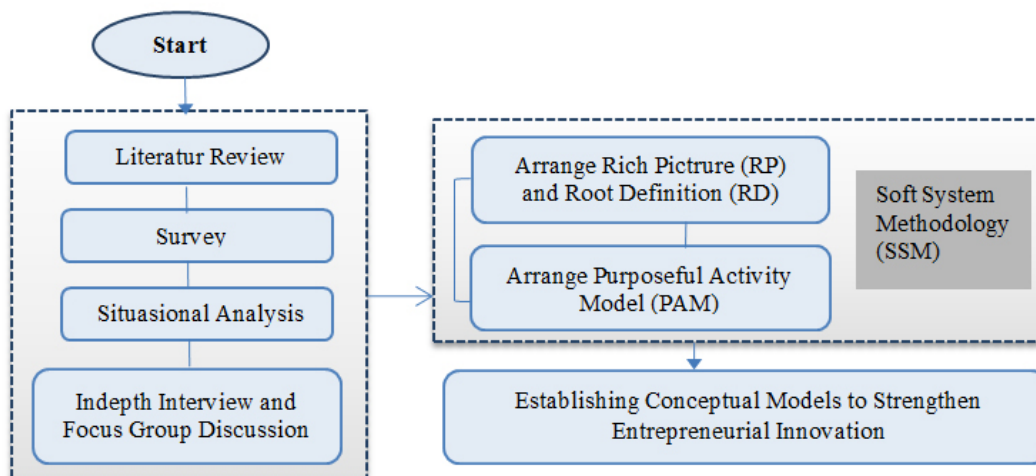 Start
Literatur Review
Survey
Situasional Analysis
Indepth Interview and
Focus Group Discussion
Arrange Rich Pictrure (RP)
and Root Definition (RD)
Arrange Purposeful Activity
Model (PAM)
Soft System
Methodology
(SSM)
Establishing Conceptual Models to Strengthen
Entrepreneurial Innovation